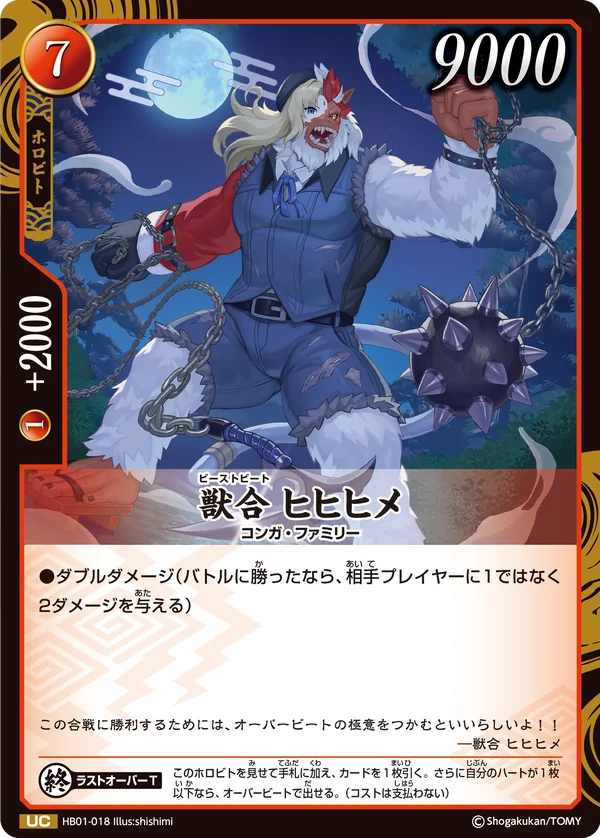 7
9000
ホロビト
+2000
1
ビーストビート
獣合 ヒヒヒメ
コンガ・ファミリー
●ダブルダメージ(バトルに勝ったなら、相手プレイヤーに1ではなく
2ダメージを与える)
この合戦に勝利するためには、オーバービートの極意をつかむといいらしいよ!!
―獣合 ヒヒヒメ
終 ラストオーバーT
このホロビトを見せて手札に加え、カードを1枚引く。さらに自分のハートが1枚
以下なら、オーバービートで出せる。(コストは支払わない)
UC HB01-018 Illus:shishimi
©Shogakukan/TOMY